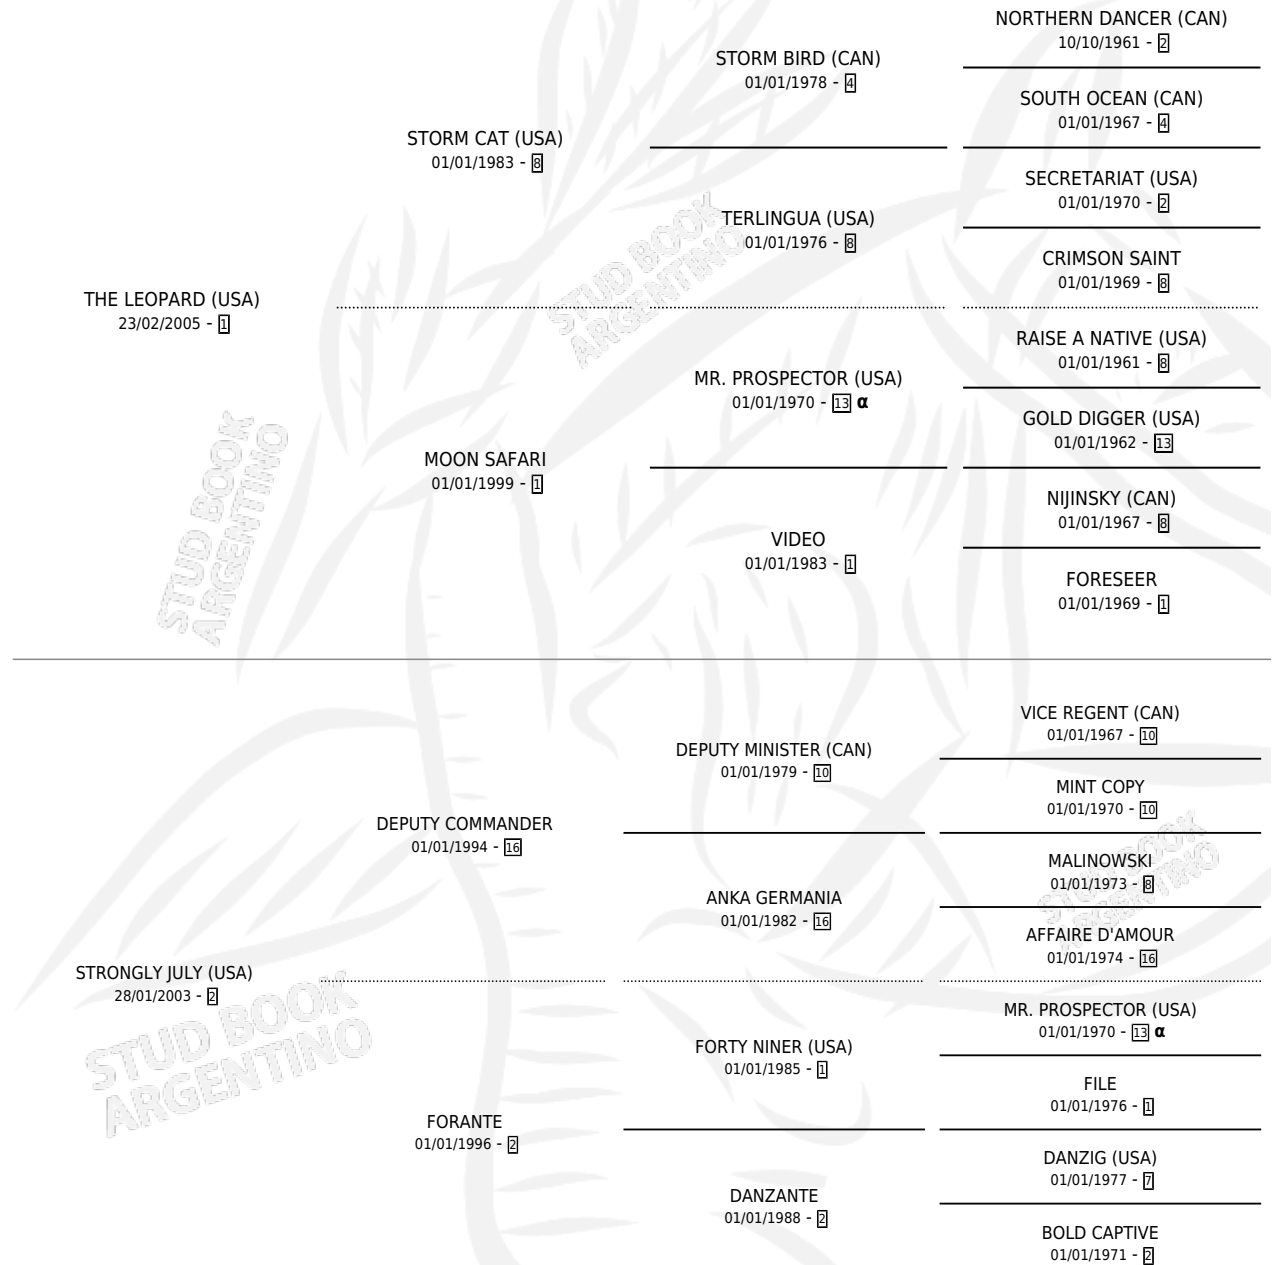 NORTHERN DANCER (CAN)
10/10/1961 - 2
STORM BIRD (CAN)
01/01/1978 - 4
SOUTH OCEAN (CAN)
01/01/1967 - 4
STORM CAT (USA)
01/01/1983 - 8
SECRETARIAT (USA)
01/01/1970 - 2
TERLINGUA (USA)
01/01/1976 - 8
CRIMSON SAINT
01/01/1969 - 8
THE LEOPARD (USA)
23/02/2005 - 1
RAISE A NATIVE (USA)
01/01/1961 - 8
MR. PROSPECTOR (USA)
01/01/1970 - 13 α
GOLD DIGGER (USA)
01/01/1962 - 13
MOON SAFARI
01/01/1999 - 1
NIJINSKY (CAN)
01/01/1967 - 8
VIDEO
01/01/1983 - 1
FORESEER
01/01/1969 - 1
VICE REGENT (CAN)
01/01/1967 - 10
DEPUTY MINISTER (CAN)
01/01/1979 - 10
MINT COPY
01/01/1970 - 10
DEPUTY COMMANDER
01/01/1994 - 16
MALINOWSKI
01/01/1973 - 8
ANKA GERMANIA
01/01/1982 - 16
AFFAIRE D'AMOUR
01/01/1974 - 16
STRONGLY JULY (USA)
28/01/2003 - 2
MR. PROSPECTOR (USA)
01/01/1970 - 13 α
FORTY NINER (USA)
01/01/1985 - 1
FILE
01/01/1976 - 1
FORANTE
01/01/1996 - 2
DANZIG (USA)
01/01/1977 - 7
DANZANTE
01/01/1988 - 2
BOLD CAPTIVE
01/01/1971 - 2
STUD BOOK
ARGENTINO
STUD BOOK
ARGENTINO
STUD BOOK
ARGENTINO
STUD BOOK
ARGENTINO